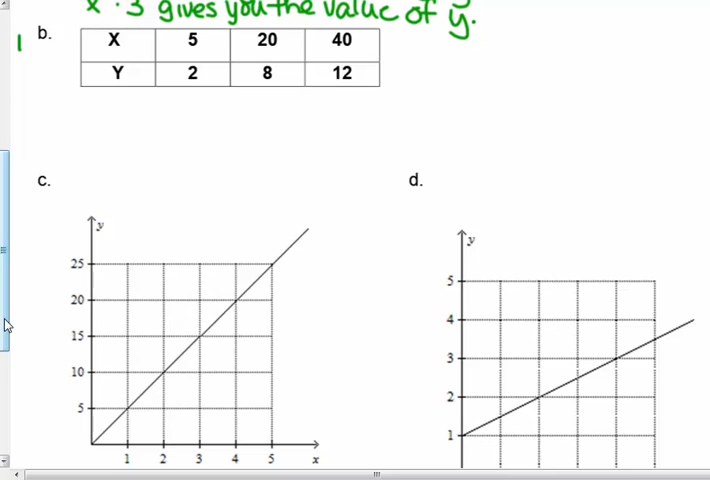 x · 3 gives you the value of y.
1
b.
X 5 20 40
Y 2 8 12
c.
d.
y
25
20
15
10
5
1 2 3 4 5 x
y
5
4
3
2
1